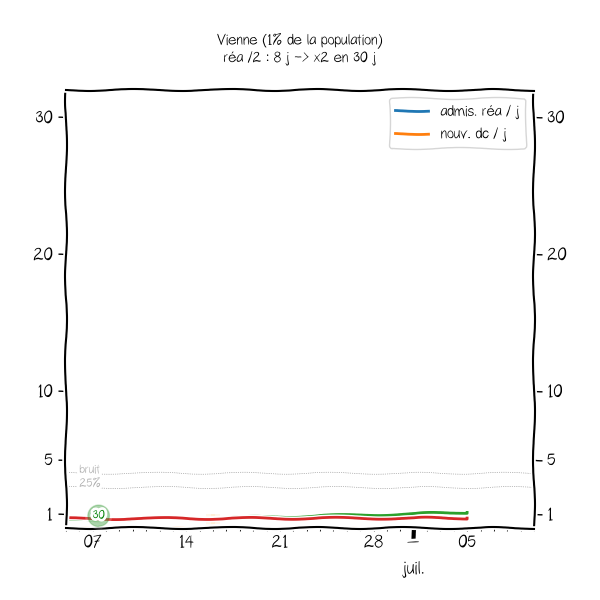 Vienne (1% de la population)
réa /2 : 8 j -> x2 en 30 j
admis. réa / j
nouv. dc / j
30
30
20
20
10
10
5
5
bruit
25%
1
30
1
07
14
21
28
05
juil.